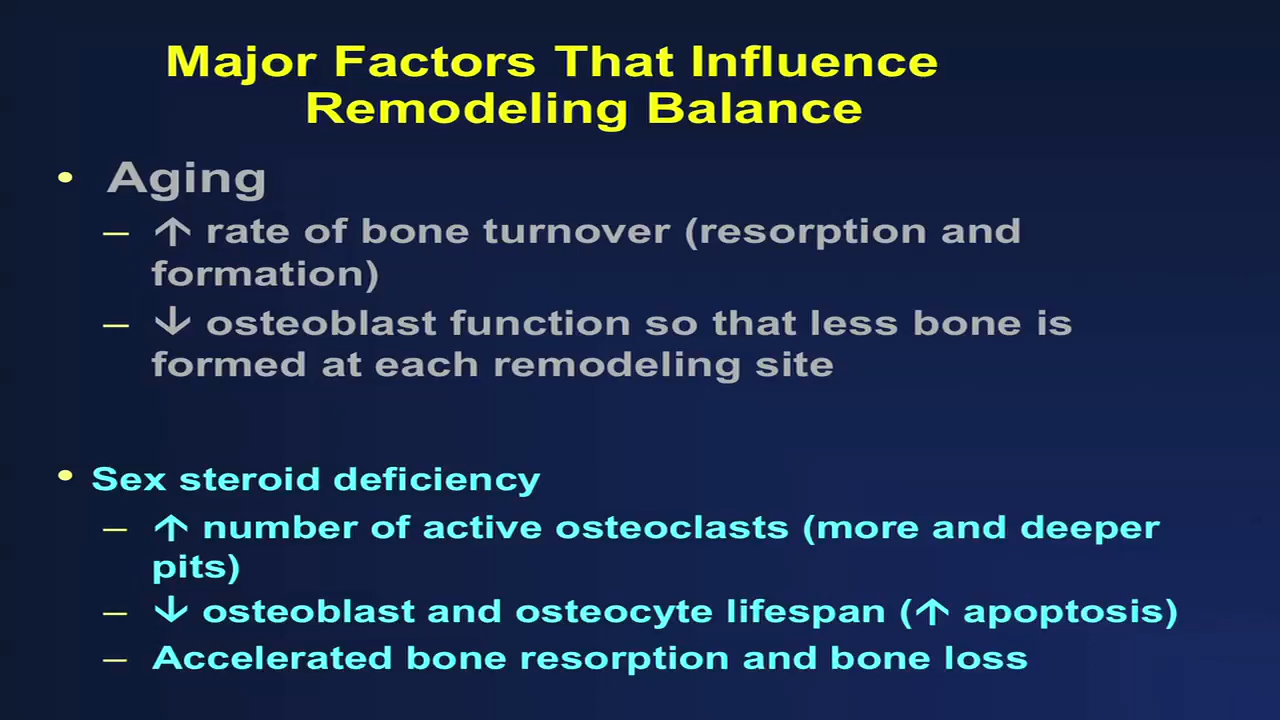 Major Factors That Influence
Remodeling Balance
• Aging
– ↑ rate of bone turnover (resorption and
formation)
– ↓ osteoblast function so that less bone is
formed at each remodeling site
• Sex steroid deficiency
– ↑ number of active osteoclasts (more and deeper
pits)
– ↓ osteoblast and osteocyte lifespan (↑ apoptosis)
– Accelerated bone resorption and bone loss